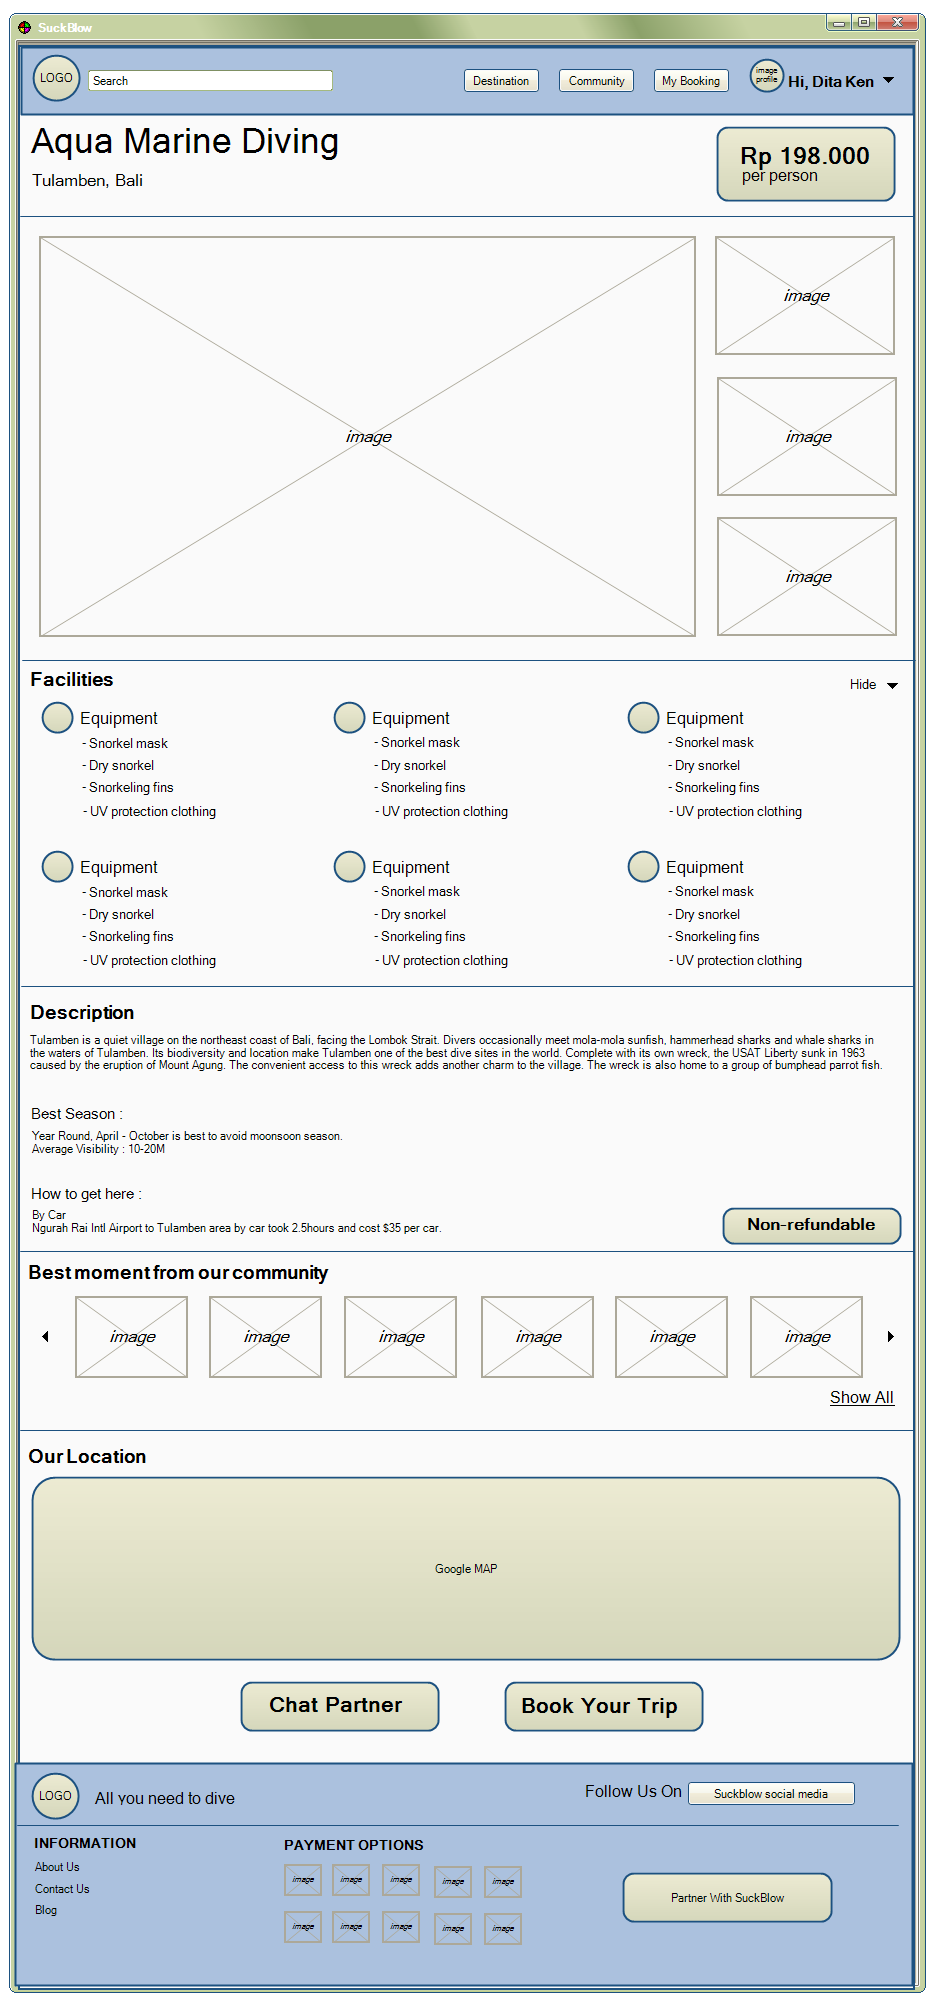 SuckBlow
LOGO
Search
Destination
Community
My Booking
image
profile
Hi, Dita Ken
Aqua Marine Diving
Tulamben, Bali
Rp 198.000
per person
image
image
image
image
Facilities
Hide
Equipment
- Snorkel mask
- Dry snorkel
- Snorkeling fins
- UV protection clothing
Equipment
- Snorkel mask
- Dry snorkel
- Snorkeling fins
- UV protection clothing
Equipment
- Snorkel mask
- Dry snorkel
- Snorkeling fins
- UV protection clothing
Equipment
- Snorkel mask
- Dry snorkel
- Snorkeling fins
- UV protection clothing
Equipment
- Snorkel mask
- Dry snorkel
- Snorkeling fins
- UV protection clothing
Equipment
- Snorkel mask
- Dry snorkel
- Snorkeling fins
- UV protection clothing
Description
Tulamben is a quiet village on the northeast coast of Bali, facing the Lombok Strait. Divers occasionally meet mola-mola sunfish, hammerhead sharks and whale sharks in
the waters of Tulamben. Its biodiversity and location make Tulamben one of the best dive sites in the world. Complete with its own wreck, the USAT Liberty sunk in 1963
caused by the eruption of Mount Agung. The convenient access to this wreck adds another charm to the village. The wreck is also home to a group of bumphead parrot fish.
Best Season :
Year Round, April - October is best to avoid moonsoon season.
Average Visibility : 10-20M
How to get here :
By Car
Ngurah Rai Intl Airport to Tulamben area by car took 2.5hours and cost $35 per car.
Non-refundable
Best moment from our community
image
image
image
image
image
image
Show All
Our Location
Google MAP
Chat Partner
Book Your Trip
LOGO
All you need to dive
Follow Us On
Suckblow social media
INFORMATION
About Us
Contact Us
Blog
PAYMENT OPTIONS
image
image
image
image
image
image
image
image
image
image
Partner With SuckBlow